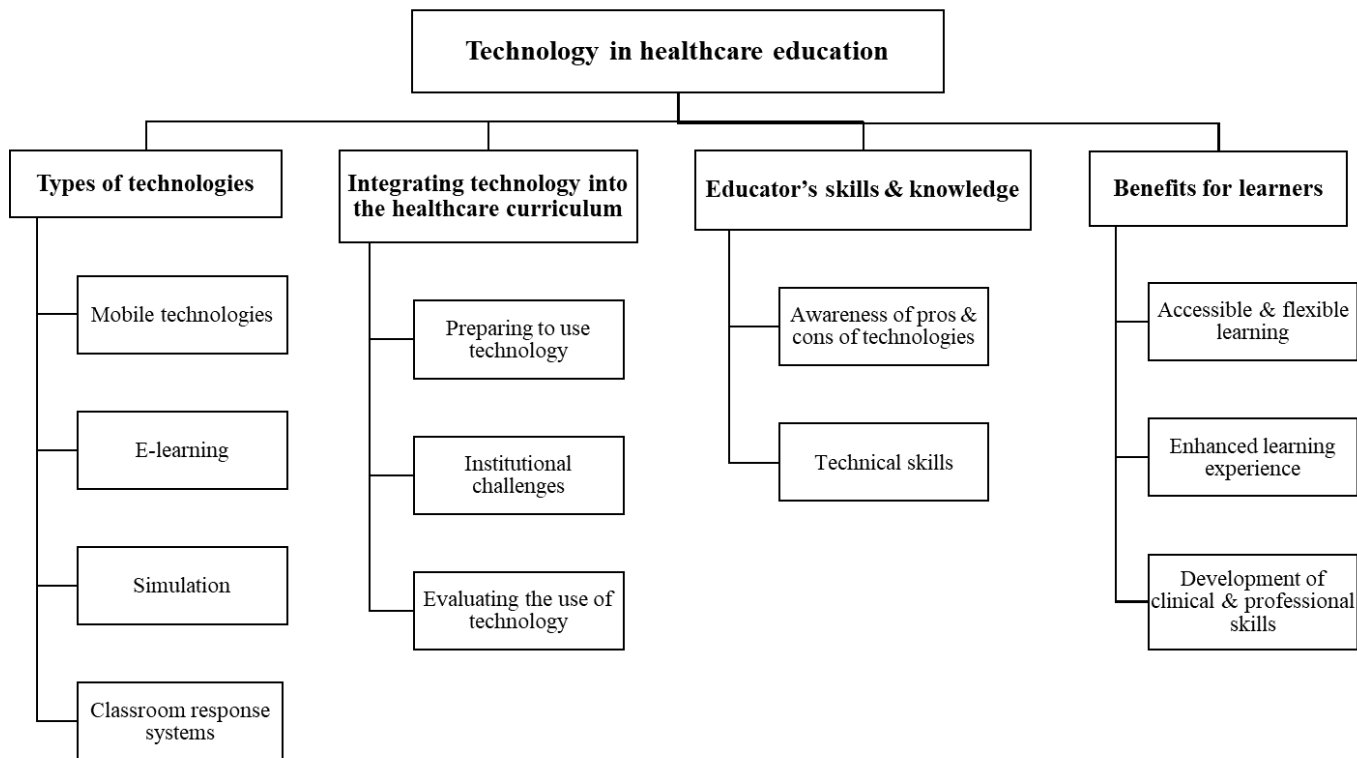 Technology in healthcare education
Types of technologies
Mobile technologies
E-learning
Simulation
Classroom response
systems
Integrating technology into
the healthcare curriculum
Preparing to use
technology
Institutional
challenges
Evaluating the use of
technology
Educator’s skills & knowledge
Awareness of pros &
cons of technologies
Technical skills
Benefits for learners
Accessible & flexible
learning
Enhanced learning
experience
Development of
clinical & professional
skills